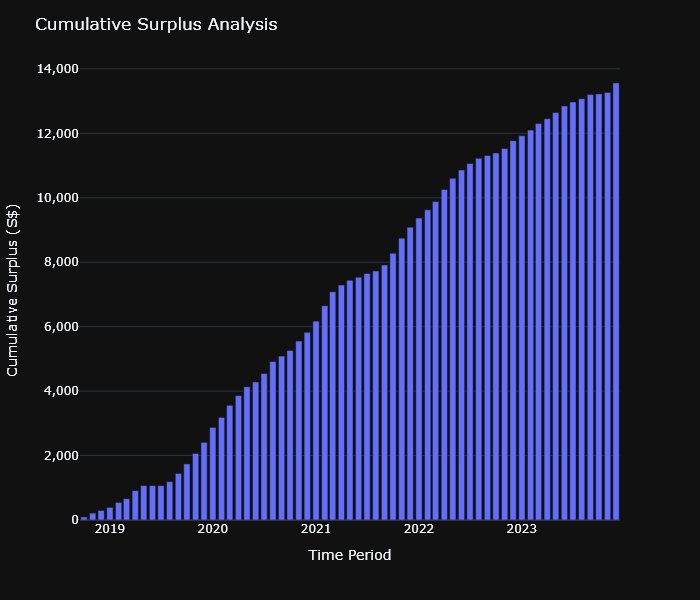 Cumulative Surplus Analysis
Cumulative Surplus (S$)
14,000
12,000
10,000
8,000
6,000
4,000
2,000
0
2019 2020 2021 2022 2023
Time Period